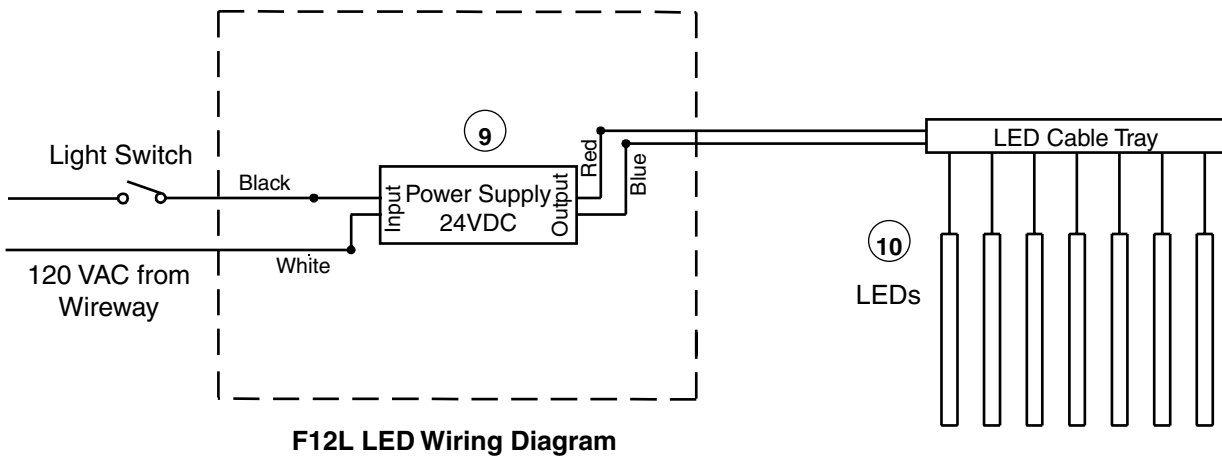 9
Light Switch
Black
Input
Power Supply
24VDC
Output
Red
Blue
LED Cable Tray
White
120 VAC from
Wireway
10
LEDs
F12L LED Wiring Diagram